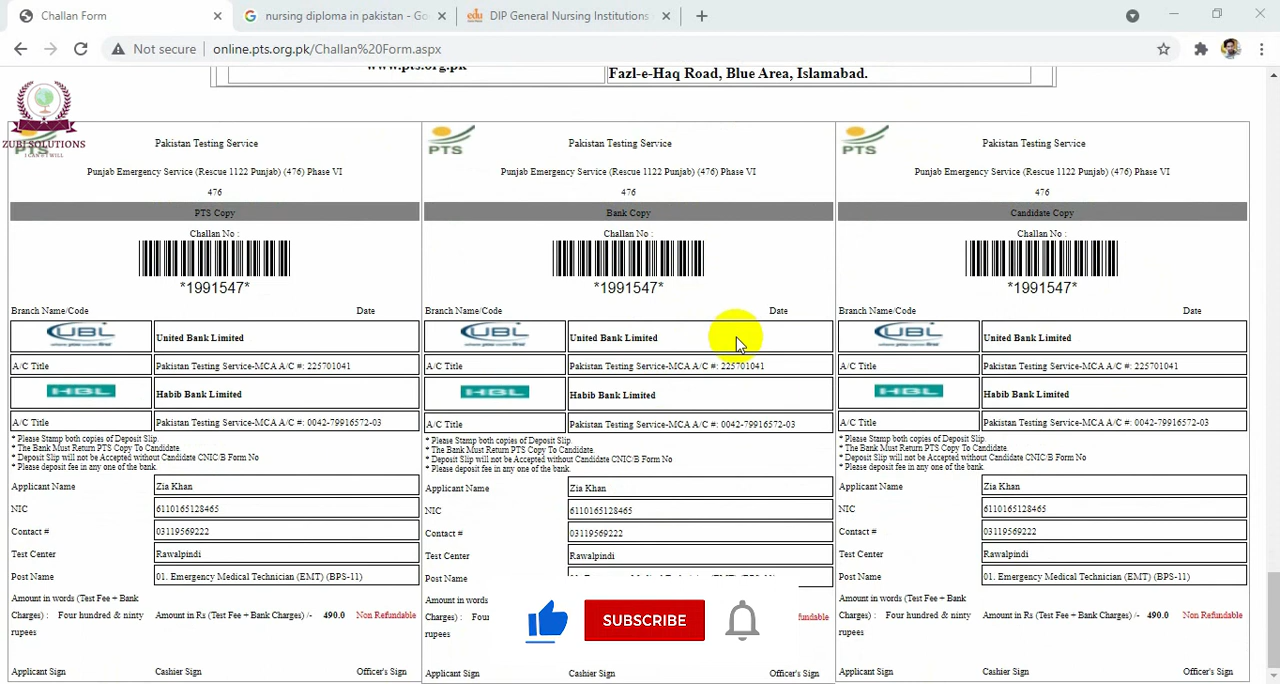 Challan Form
nursing diploma in pakistan - Go
DIP General Nursing Institutions
Not secure
online.pts.org.pk/Challan%20Form.aspx
www.pts.org.pk
Fazl-e-Haq Road, Blue Area, Islamabad.
ZUBI SOLUTIONS
I CAN & I WILL
Pakistan Testing Service
Punjab Emergency Service (Rescue 1122 Punjab) (476) Phase VI
476
PTS Copy
Challan No :
*1991547*
Branch Name/Code Date
UBL
United Bank Limited
A/C Title
Pakistan Testing Service-MCA A/C #: 225701041
HBL
Habib Bank Limited
A/C Title
Pakistan Testing Service-MCA A/C #: 0042-79916572-03
* Please Stamp both copies of Deposit Slip.
* The Bank Must Return PTS Copy To Candidate.
* Deposit Slip will not be Accepted without Candidate CNIC/B Form No
* Please deposit fee in any one of the bank.
Applicant Name Zia Khan
NIC 6110165128465
Contact # 03119569222
Test Center Rawalpindi
Post Name 01. Emergency Medical Technician (EMT) (BPS-11)
Amount in words (Test Fee + Bank
Charges) : Four hundred & ninty Amount in Rs (Test Fee + Bank Charges) /- 490.0 Non Refundable
rupees
Applicant Sign Cashier Sign Officer's Sign
PTS
Pakistan Testing Service
Punjab Emergency Service (Rescue 1122 Punjab) (476) Phase VI
476
Bank Copy
Challan No :
*1991547*
Branch Name/Code Date
UBL
United Bank Limited
A/C Title
Pakistan Testing Service-MCA A/C #: 225701041
HBL
Habib Bank Limited
A/C Title
Pakistan Testing Service-MCA A/C #: 0042-79916572-03
* Please Stamp both copies of Deposit Slip.
* The Bank Must Return PTS Copy To Candidate.
* Deposit Slip will not be Accepted without Candidate CNIC/B Form No
* Please deposit fee in any one of the bank.
Applicant Name Zia Khan
NIC 6110165128465
Contact # 03119569222
Test Center Rawalpindi
Post Name
Amount in words
Charges) : Four
rupees
SUBSCRIBE
fundable
Applicant Sign Cashier Sign Officer's Sign
PTS
Pakistan Testing Service
Punjab Emergency Service (Rescue 1122 Punjab) (476) Phase VI
476
Candidate Copy
Challan No :
*1991547*
Branch Name/Code Date
UBL
United Bank Limited
A/C Title
Pakistan Testing Service-MCA A/C #: 225701041
HBL
Habib Bank Limited
A/C Title
Pakistan Testing Service-MCA A/C #: 0042-79916572-03
* Please Stamp both copies of Deposit Slip.
* The Bank Must Return PTS Copy To Candidate.
* Deposit Slip will not be Accepted without Candidate CNIC/B Form No
* Please deposit fee in any one of the bank.
Applicant Name Zia Khan
NIC 6110165128465
Contact # 03119569222
Test Center Rawalpindi
Post Name 01. Emergency Medical Technician (EMT) (BPS-11)
Amount in words (Test Fee + Bank
Charges) : Four hundred & ninty Amount in Rs (Test Fee + Bank Charges) /- 490.0 Non Refundable
rupees
Applicant Sign Cashier Sign Officer's Sign